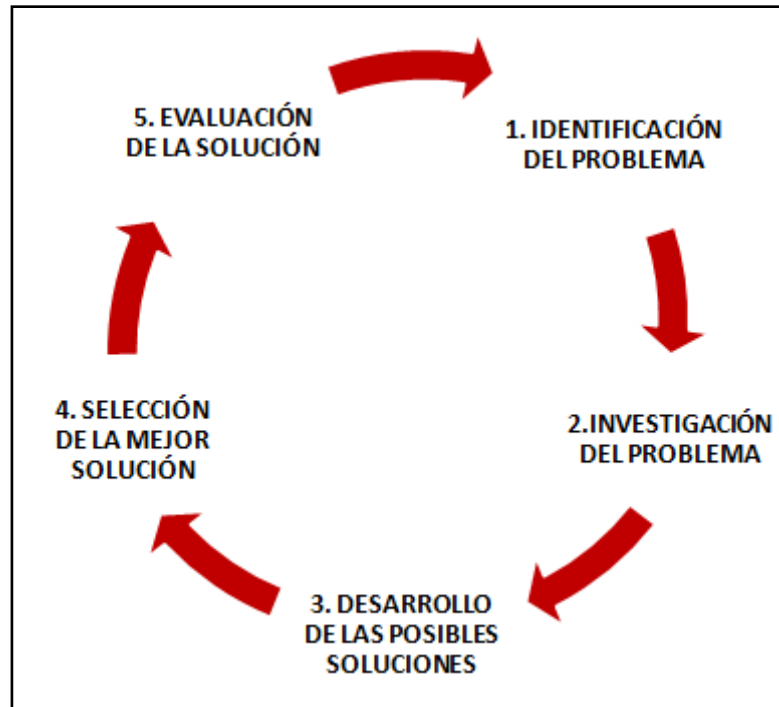 1. IDENTIFICACIÓN
DEL PROBLEMA
2.INVESTIGACIÓN
DEL PROBLEMA
3. DESARROLLO
DE LAS POSIBLES
SOLUCIONES
4. SELECCIÓN
DE LA MEJOR
SOLUCIÓN
5. EVALUACIÓN
DE LA SOLUCIÓN